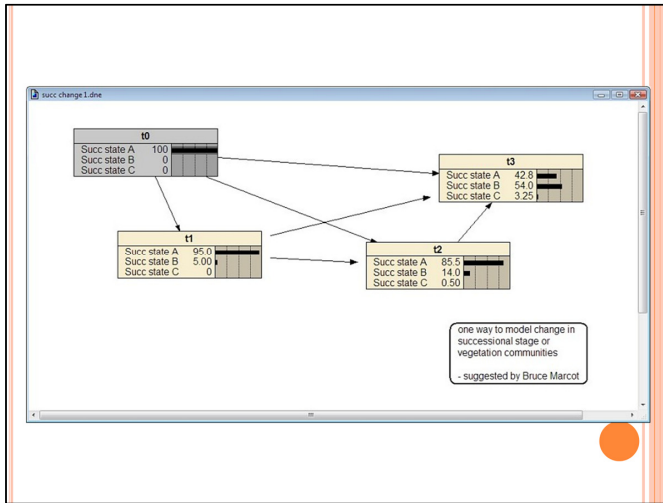 succ change1.dne
t0
Succ state A 100
Succ state B 0
Succ state C 0
t3
Succ state A 42.8
Succ state B 54.0
Succ state C 3.25
t1
Succ state A 95.0
Succ state B 5.00
Succ state C 0
t2
Succ state A 85.5
Succ state B 14.0
Succ state C 0.50
one way to model change in
successional stage or
vegetation communities
- suggested by Bruce Marcot